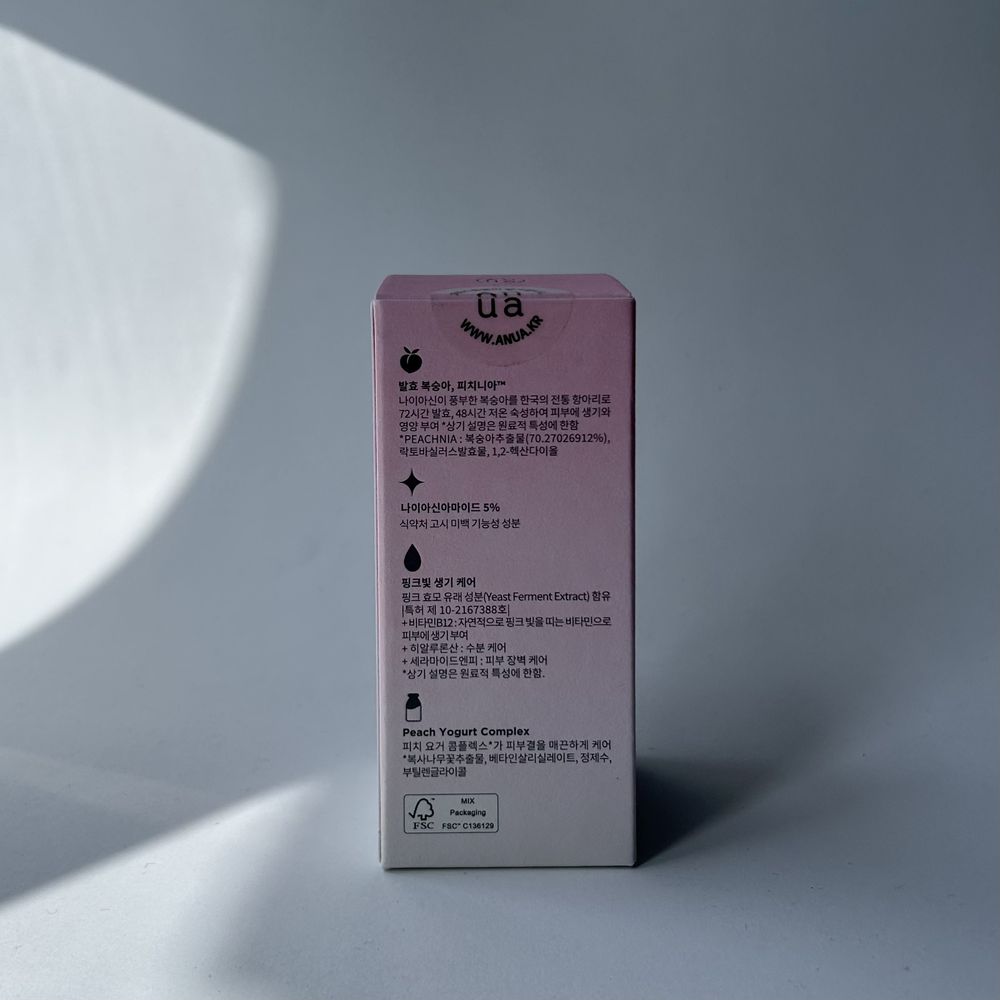 ua
WWW.ANUA.KR
발효 복숭아, 피치니아™
나이아신이 풍부한 복숭아를 한국의 전통 항아리로
72시간 발효, 48시간 저온 숙성하여 피부에 생기와
영양 부여 *상기 설명은 원료적 특성에 한함
*PEACHNIA : 복숭아추출물(70.27026912%),
락토바실러스발효물, 1,2-헥산다이올
나이아신아마이드 5%
식약처 고시 미백 기능성 성분
핑크빛 생기 케어
핑크 효모 유래 성분(Yeast Ferment Extract) 함유
|특허 제 10-2167388호|
+비타민B12 : 자연적으로 핑크 빛을 띠는 비타민으로
피부에 생기 부여
+ 히알루론산 : 수분 케어
+ 세라마이드엔피 : 피부 장벽 케어
*상기 설명은 원료적 특성에 한함.
Peach Yogurt Complex
피치 요거 콤플렉스*가 피부결을 매끈하게 케어
*복사나무꽃추출물, 베타인살리실레이트, 정제수,
부틸렌글라이콜
MIX
Packaging
FSC™ C136129
FSC